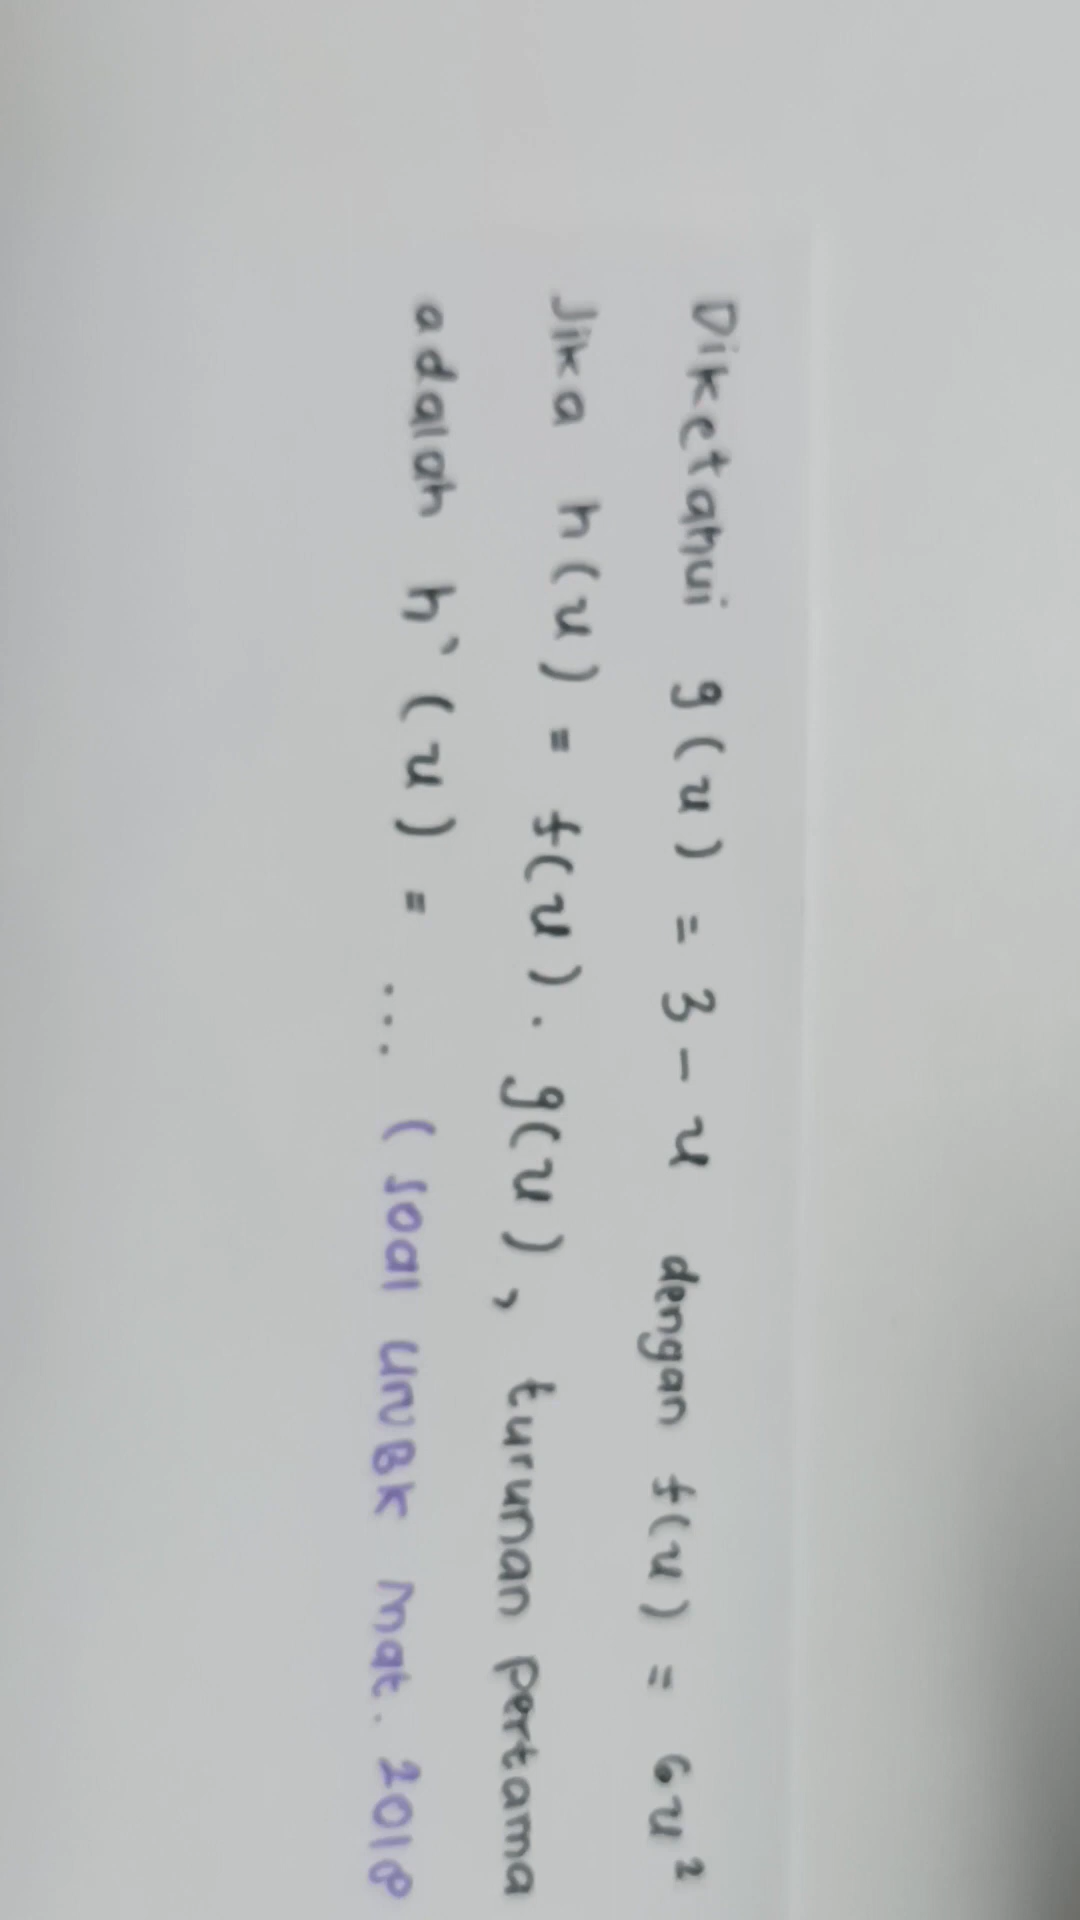 Diketahui g(x) = 3 - x dengan f(x) = 6x²
Jika h(x) = f(x) . g(x), turunan pertama
adalah h'(x) = ... (soal UNBK mat. 2018